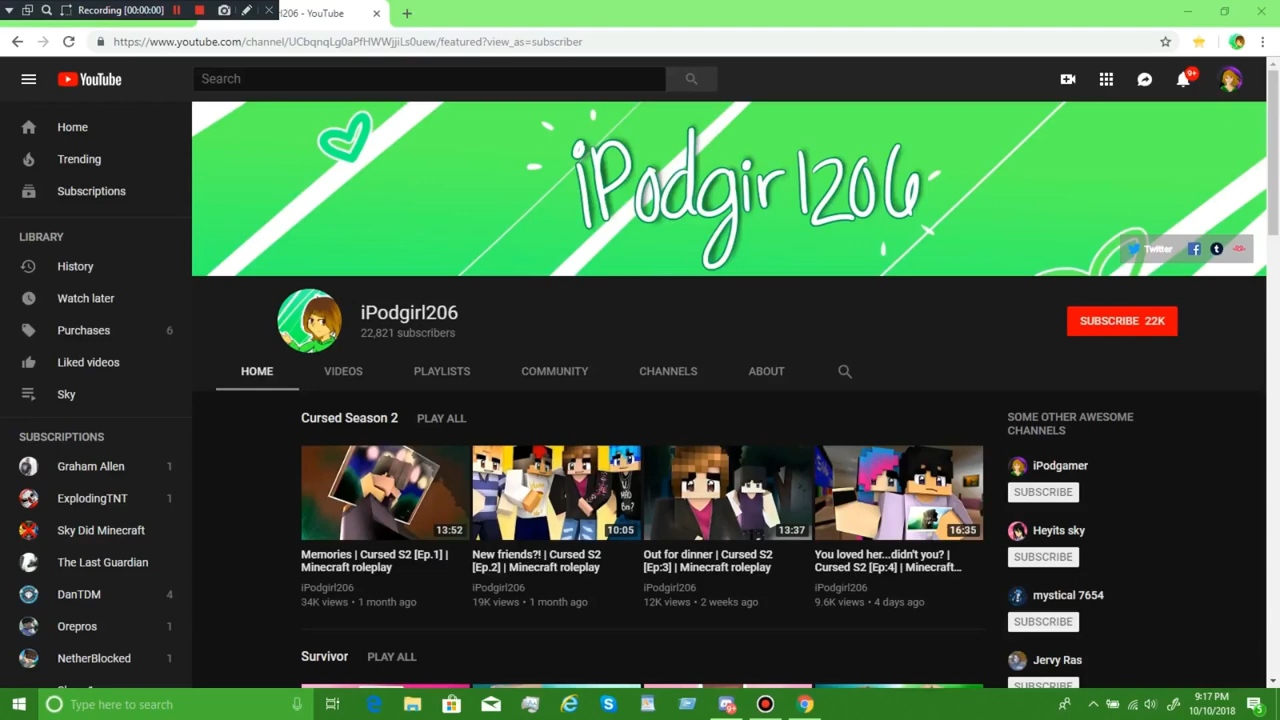 Recording [00:00:00]
206 - YouTube
https://www.youtube.com/channel/UCbqnqLg0aPfHWWjjiLs0uew/featured?view_as=subscriber
YouTube
Search
9+
Home
Trending
Subscriptions
LIBRARY
History
Watch later
Purchases 6
Liked videos
Sky
SUBSCRIPTIONS
Graham Allen 1
ExplodingTNT 1
Sky Did Minecraft
The Last Guardian
DanTDM 4
Orepros 1
NetherBlocked 1
iPodgirl206
Twitter
iPodgirl206
22,821 subscribers
SUBSCRIBE 22K
HOME VIDEOS PLAYLISTS COMMUNITY CHANNELS ABOUT
Cursed Season 2 PLAY ALL
13:52
Memories | Cursed S2 [Ep.1] |
Minecraft roleplay
iPodgirl206
34K views • 1 month ago
10:05
New friends?! | Cursed S2
[Ep.2] | Minecraft roleplay
iPodgirl206
19K views • 1 month ago
13:37
Out for dinner | Cursed S2
[Ep:3] | Minecraft roleplay
iPodgirl206
12K views • 2 weeks ago
16:35
You loved her...didn't you? |
Cursed S2 [Ep:4] | Minecraft...
iPodgirl206
9.6K views • 4 days ago
Survivor PLAY ALL
SOME OTHER AWESOME
CHANNELS
iPodgamer
SUBSCRIBE
Heyits sky
SUBSCRIBE
mystical 7654
SUBSCRIBE
Jervy Ras
SUBSCRIBE
Type here to search
9:17 PM
10/10/2018
5